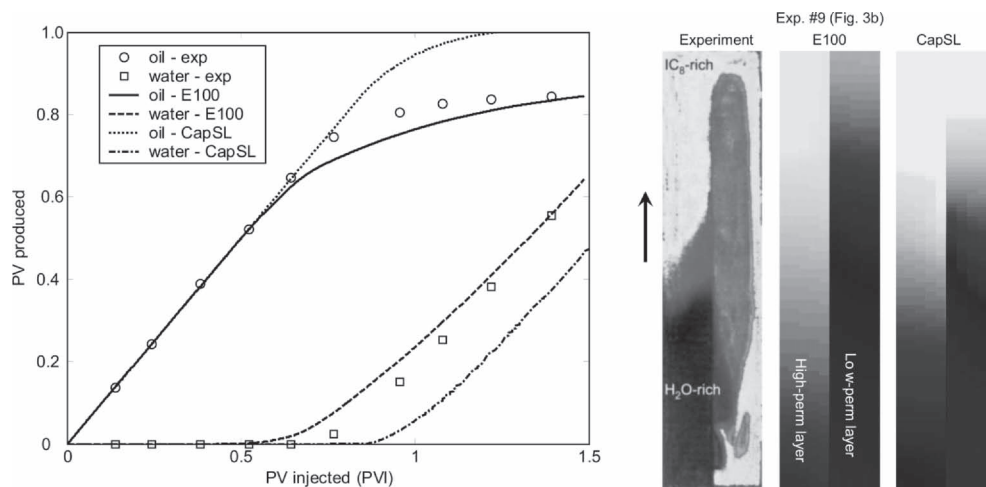 oil - exp
water - exp
oil - E100
water - E100
oil - CapSL
water - CapSL
PV produced
1.0
0.8
0.6
0.4
0.2
0
0
0.5
1
1.5
PV injected (PVI)
Exp. #9 (Fig. 3b)
Experiment
E100
CapSL
IC₈-rich
H₂O-rich
High-perm layer
Lo w-perm layer